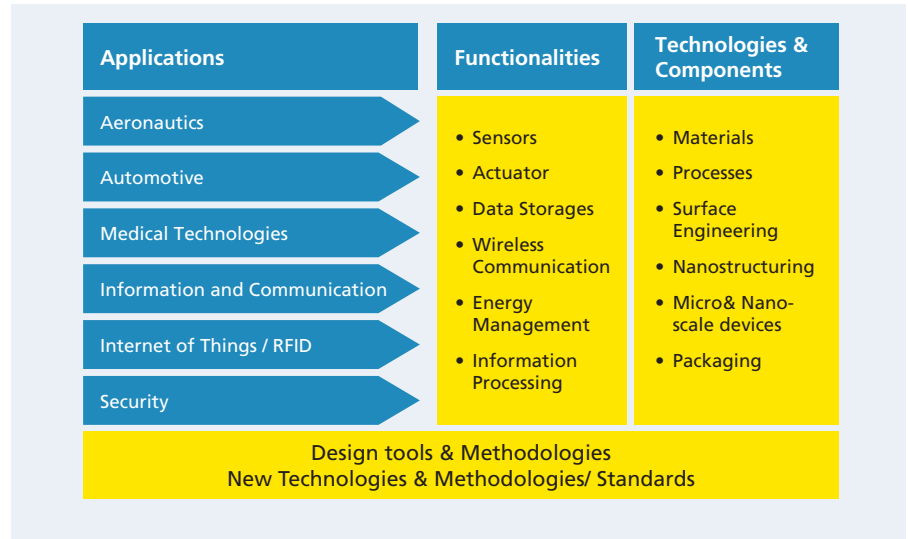 Applications
Functionalities
Technologies &
Components
Aeronautics
Automotive
Medical Technologies
Information and Communication
Internet of Things / RFID
Security
• Sensors
• Actuator
• Data Storages
• Wireless
Communication
• Energy
Management
• Information
Processing
• Materials
• Processes
• Surface
Engineering
• Nanostructuring
• Micro& Nano-
scale devices
• Packaging
Design tools & Methodologies
New Technologies & Methodologies/ Standards